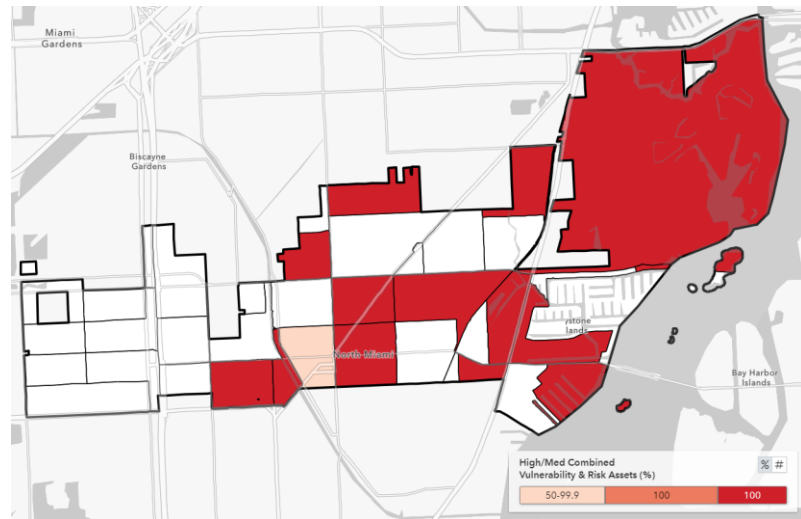 Miami
Gardens
Biscayne
Gardens
North Miami
ystone
lands
Bay Harbor
Islands
High/Med Combined
Vulnerability & Risk Assets (%)
% #
50-99.9 100 100